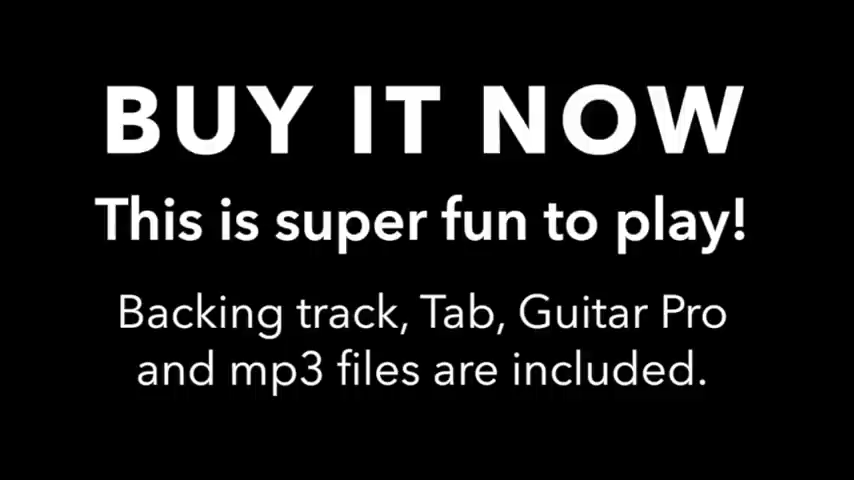 BUY IT NOW
This is super fun to play!
Backing track, Tab, Guitar Pro
and mp3 files are included.